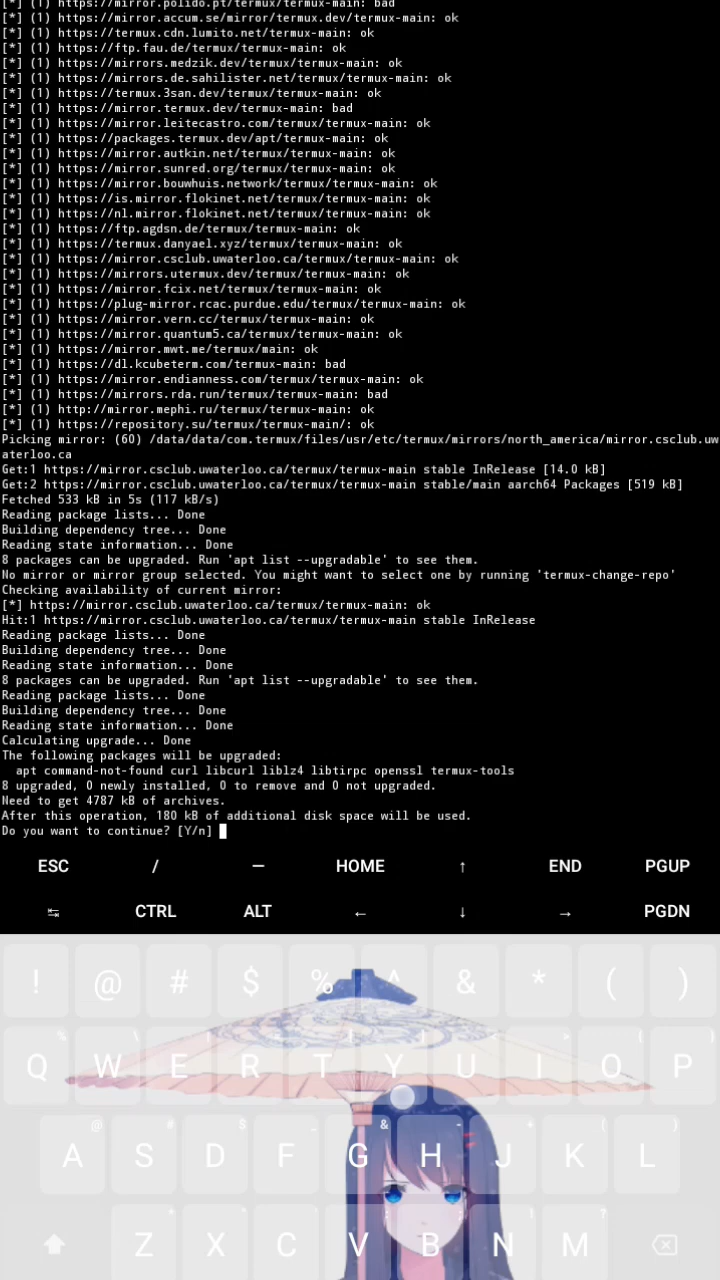 [*] (1) https://mirror.polido.pt/termux/termux-main: bad
[*] (1) https://mirror.accum.se/mirror/termux.dev/termux-main: ok
[*] (1) https://termux.cdn.lumito.net/termux-main: ok
[*] (1) https://ftp.fau.de/termux/termux-main: ok
[*] (1) https://mirrors.medzik.dev/termux/termux-main: ok
[*] (1) https://mirrors.de.sahilister.net/termux/termux-main: ok
[*] (1) https://termux.3san.dev/termux/termux-main: ok
[*] (1) https://mirror.termux.dev/termux-main: bad
[*] (1) https://mirror.leitecastro.com/termux/termux-main: ok
[*] (1) https://packages.termux.dev/apt/termux-main: ok
[*] (1) https://mirror.autkin.net/termux/termux-main: ok
[*] (1) https://mirror.sunred.org/termux/termux-main: ok
[*] (1) https://mirror.bouwhuis.network/termux/termux-main: ok
[*] (1) https://is.mirror.flokinet.net/termux/termux-main: ok
[*] (1) https://nl.mirror.flokinet.net/termux/termux-main: ok
[*] (1) https://ftp.agdsn.de/termux/termux-main: ok
[*] (1) https://termux.danyael.xyz/termux/termux-main: ok
[*] (1) https://mirror.csclub.uwaterloo.ca/termux/termux-main: ok
[*] (1) https://mirrors.utermux.dev/termux/termux-main: ok
[*] (1) https://mirror.fcix.net/termux/termux-main: ok
[*] (1) https://plug-mirror.rcac.purdue.edu/termux/termux-main: ok
[*] (1) https://mirror.vern.cc/termux/termux-main: ok
[*] (1) https://mirror.quantum5.ca/termux/termux-main: ok
[*] (1) https://mirror.mwt.me/termux/main: ok
[*] (1) https://dl.kcubeterm.com/termux-main: bad
[*] (1) https://mirror.endianness.com/termux/termux-main: ok
[*] (1) https://mirrors.rda.run/termux/termux-main: bad
[*] (1) http://mirror.mephi.ru/termux/termux-main: ok
[*] (1) https://repository.su/termux/termux-main/: ok
Picking mirror: (60) /data/data/com.termux/files/usr/etc/termux/mirrors/north_america/mirror.csclub.uw
aterloo.ca
Get:1 https://mirror.csclub.uwaterloo.ca/termux/termux-main stable InRelease [14.0 kB]
Get:2 https://mirror.csclub.uwaterloo.ca/termux/termux-main stable/main aarch64 Packages [519 kB]
Fetched 533 kB in 5s (117 kB/s)
Reading package lists... Done
Building dependency tree... Done
Reading state information... Done
8 packages can be upgraded. Run 'apt list --upgradable' to see them.
No mirror or mirror group selected. You might want to select one by running 'termux-change-repo'
Checking availability of current mirror:
[*] https://mirror.csclub.uwaterloo.ca/termux/termux-main: ok
Hit:1 https://mirror.csclub.uwaterloo.ca/termux/termux-main stable InRelease
Reading package lists... Done
Building dependency tree... Done
Reading state information... Done
8 packages can be upgraded. Run 'apt list --upgradable' to see them.
Reading package lists... Done
Building dependency tree... Done
Reading state information... Done
Calculating upgrade... Done
The following packages will be upgraded:
  apt command-not-found curl libcurl liblz4 libtirpc openssl termux-tools
8 upgraded, 0 newly installed, 0 to remove and 0 not upgraded.
Need to get 4787 kB of archives.
After this operation, 180 kB of additional disk space will be used.
Do you want to continue? [Y/n]
ESC / — HOME ↑ END PGUP
↹ CTRL ALT ← ↓ → PGDN
! @ # $ % ^ & * ( )
Q W E R T Y U I O P
A S D F G H J K L
Z X C V B N M